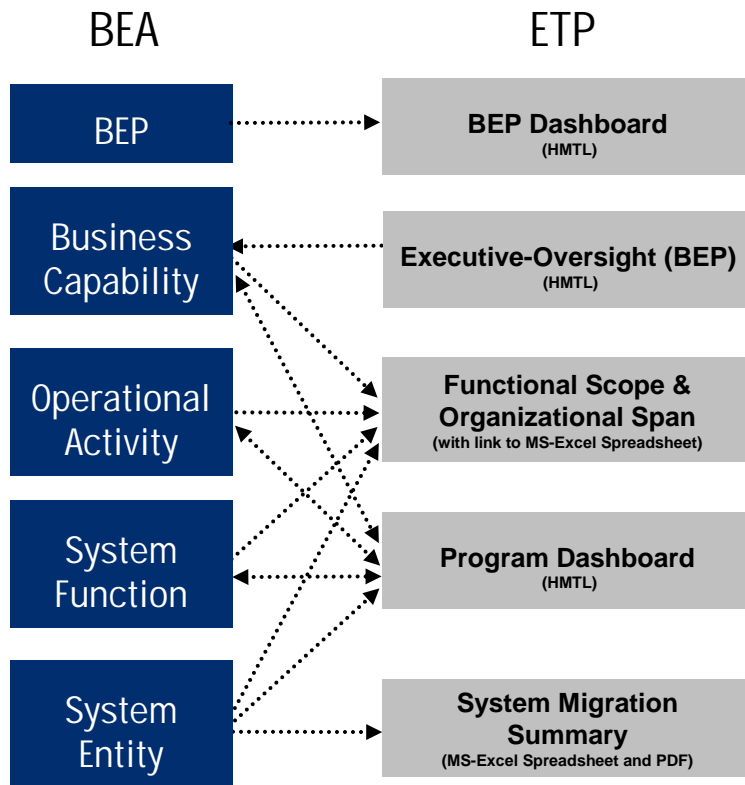 BEA
ETP
BEP
BEP Dashboard
(HMTL)
Business
Capability
Executive-Oversight (BEP)
(HMTL)
Operational
Activity
Functional Scope &
Organizational Span
(with link to MS-Excel Spreadsheet)
System
Function
Program Dashboard
(HMTL)
System
Entity
System Migration
Summary
(MS-Excel Spreadsheet and PDF)